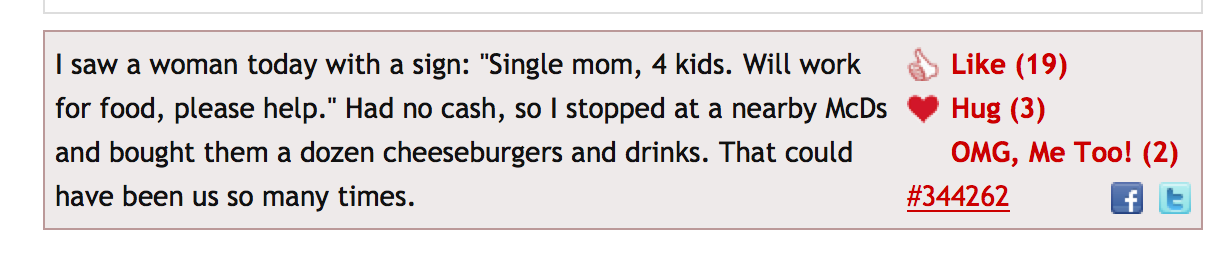 I saw a woman today with a sign: "Single mom, 4 kids. Will work
for food, please help." Had no cash, so I stopped at a nearby McDs
and bought them a dozen cheeseburgers and drinks. That could
have been us so many times.
Like (19)
Hug (3)
OMG, Me Too! (2)
#344262
f t